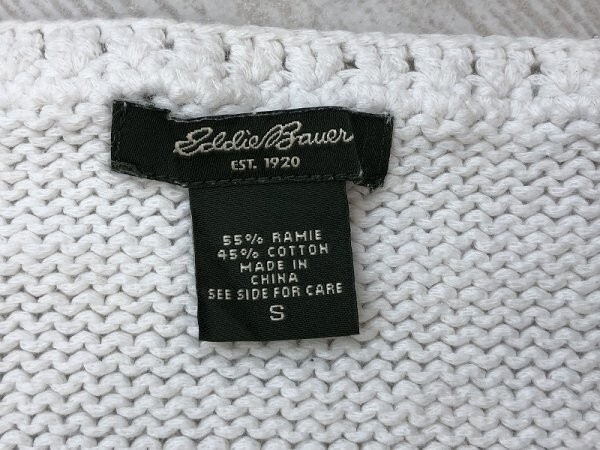 Eddie Bauer
EST. 1920
55% RAMIE
45% COTTON
MADE IN
CHINA
SEE SIDE FOR CARE
S